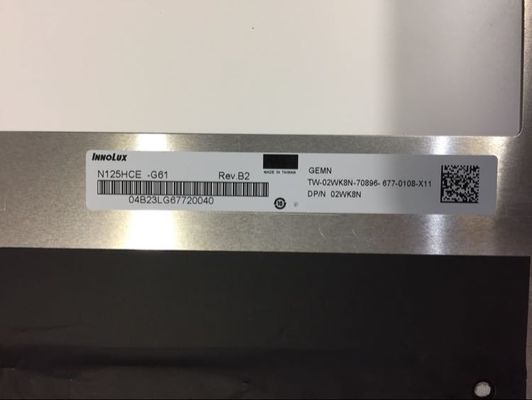 INNOLUX
N125HCE -G61 Rev.B2
04B23LG67720040
MADE IN TAIWAN
GEMN
TW-02WK8N-70896- 677-0108-X11
DP/N 02WK8N